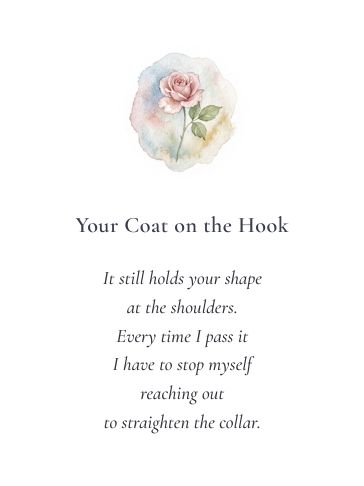 Your Coat on the Hook
It still holds your shape
at the shoulders.
Every time I pass it
I have to stop myself
reaching out
to straighten the collar.